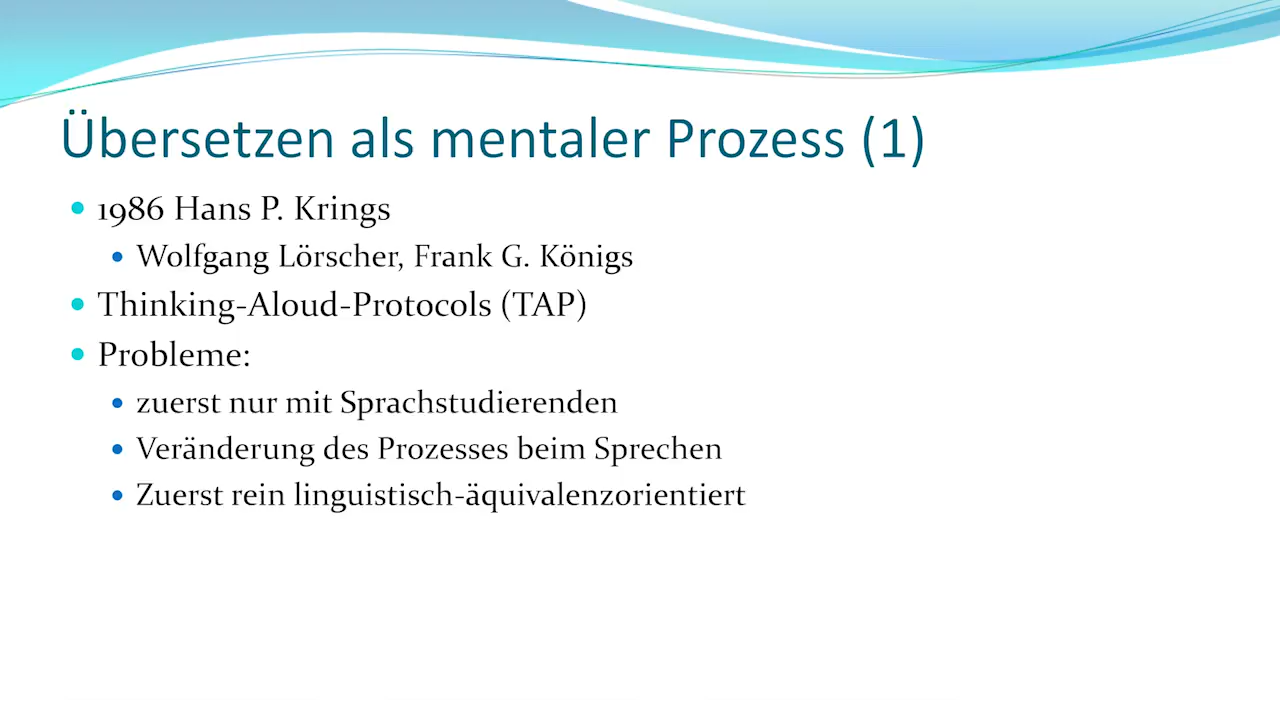 Übersetzen als mentaler Prozess (1)
1986 Hans P. Krings
Wolfgang Lörscher, Frank G. Königs
Thinking-Aloud-Protocols (TAP)
Probleme:
zuerst nur mit Sprachstudierenden
Veränderung des Prozesses beim Sprechen
Zuerst rein linguistisch-äquivalenzorientiert